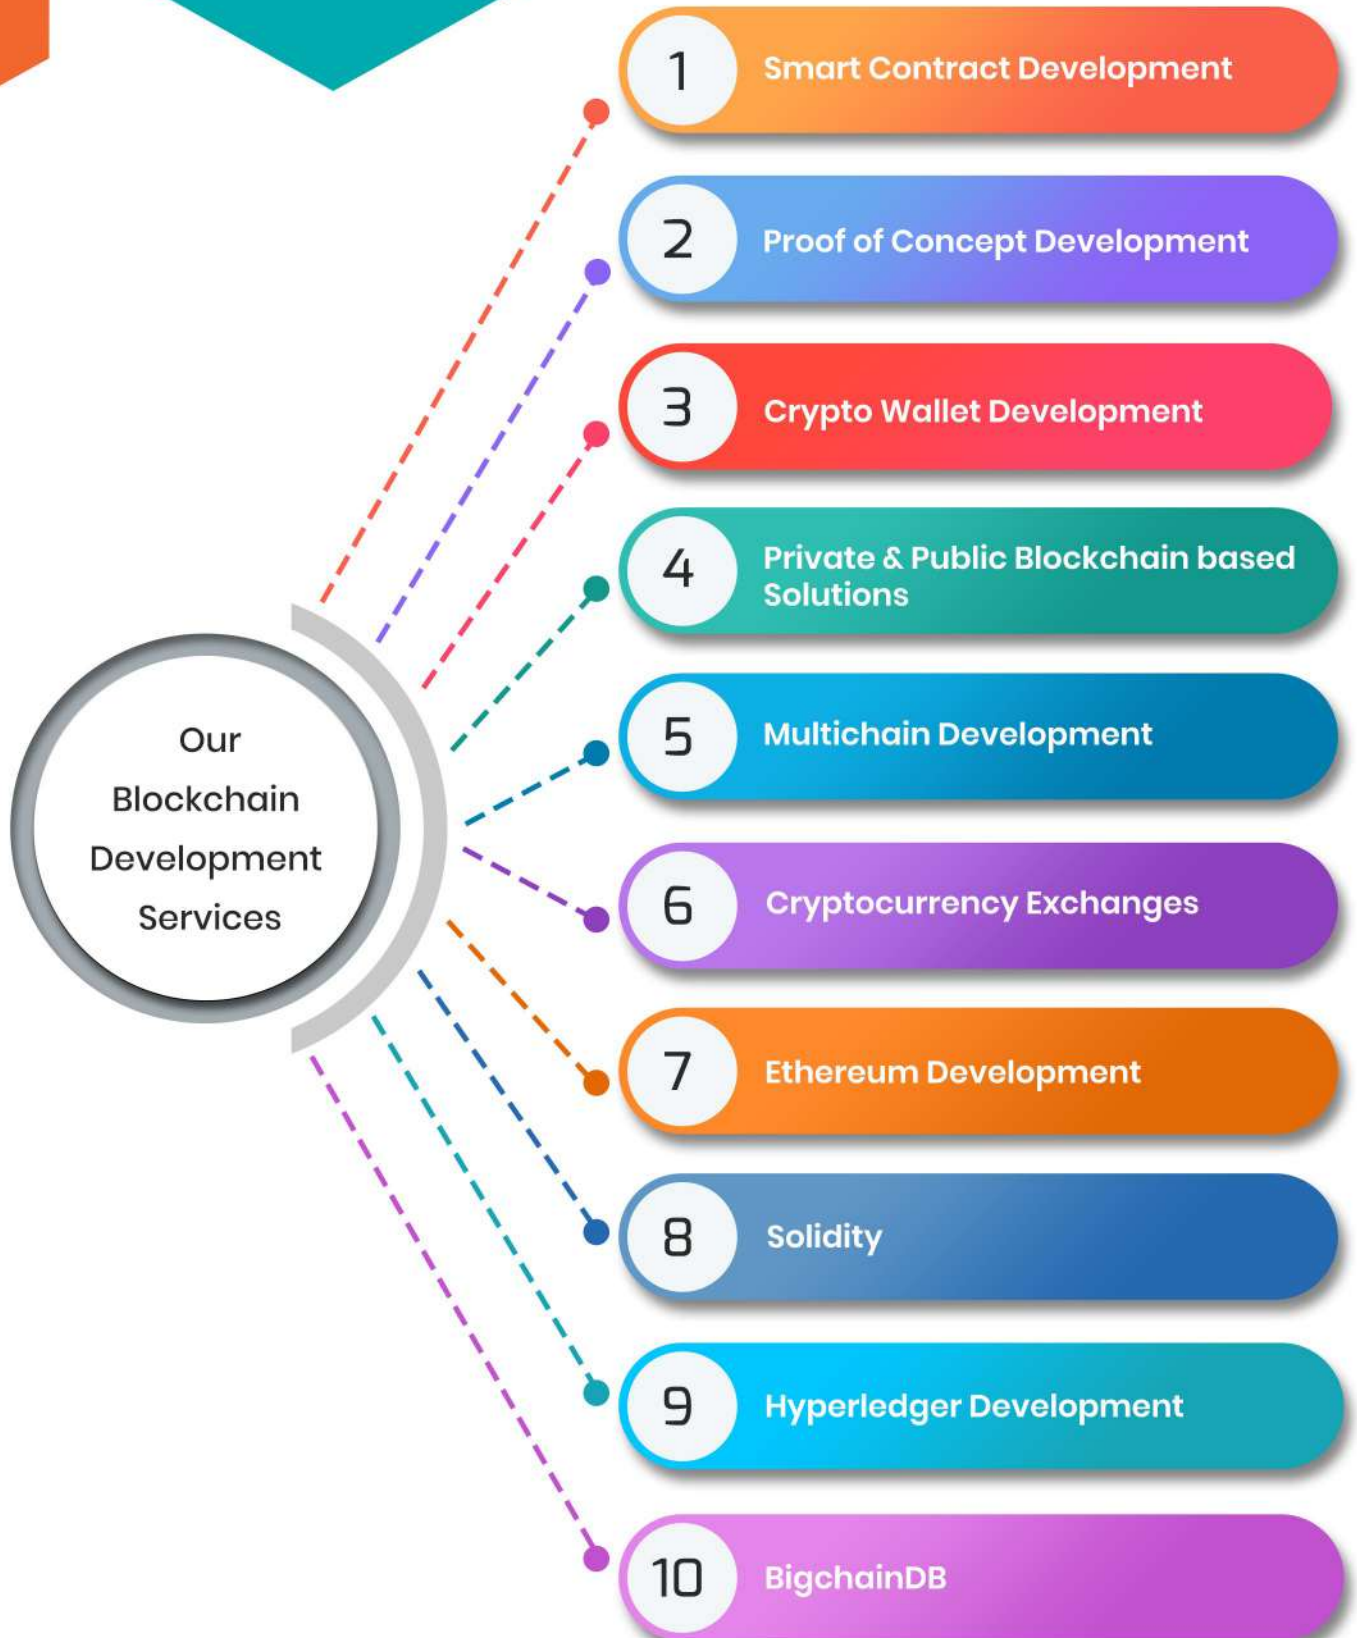 1
Smart Contract Development
2
Proof of Concept Development
3
Crypto Wallet Development
4
Private & Public Blockchain based
Solutions
Our
Blockchain
Development
Services
5
Multichain Development
6
Cryptocurrency Exchanges
7
Ethereum Development
8
Solidity
9
Hyperledger Development
10
BigchainDB